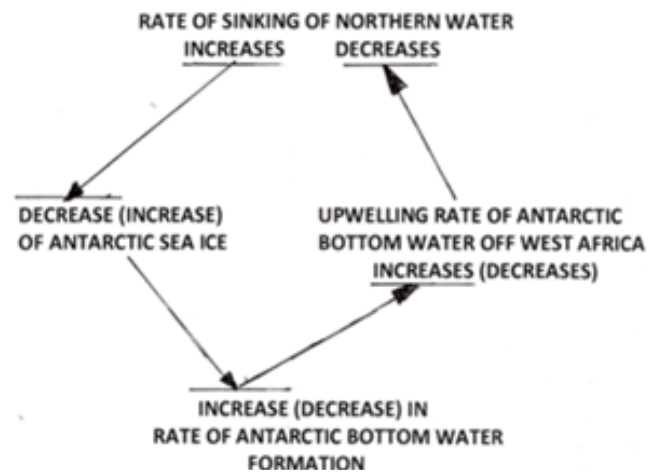 RATE OF SINKING OF NORTHERN WATER
INCREASES DECREASES
DECREASE (INCREASE)
OF ANTARCTIC SEA ICE
UPWELLING RATE OF ANTARCTIC
BOTTOM WATER OFF WEST AFRICA
INCREASES (DECREASES)
INCREASE (DECREASE) IN
RATE OF ANTARCTIC BOTTOM WATER
FORMATION